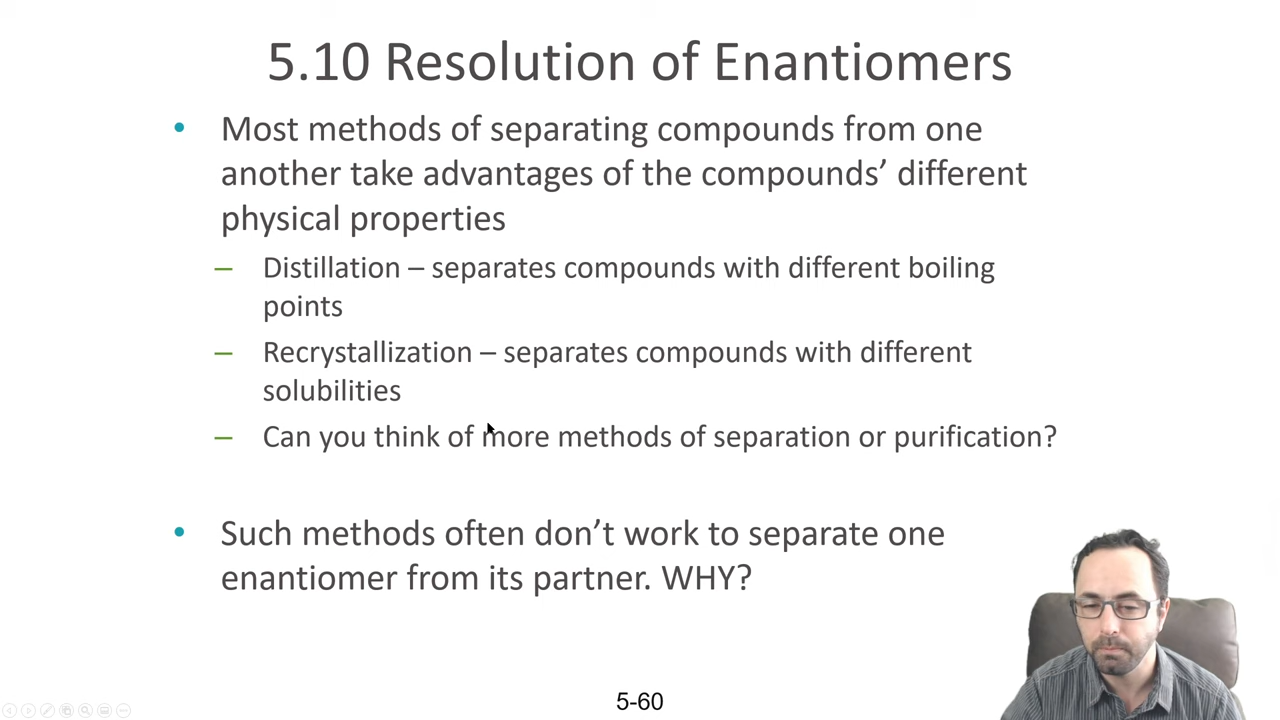 5.10 Resolution of Enantiomers
• Most methods of separating compounds from one
another take advantages of the compounds’ different
physical properties
– Distillation – separates compounds with different boiling
points
– Recrystallization – separates compounds with different
solubilities
– Can you think of more methods of separation or purification?
• Such methods often don’t work to separate one
enantiomer from its partner. WHY?
5-60